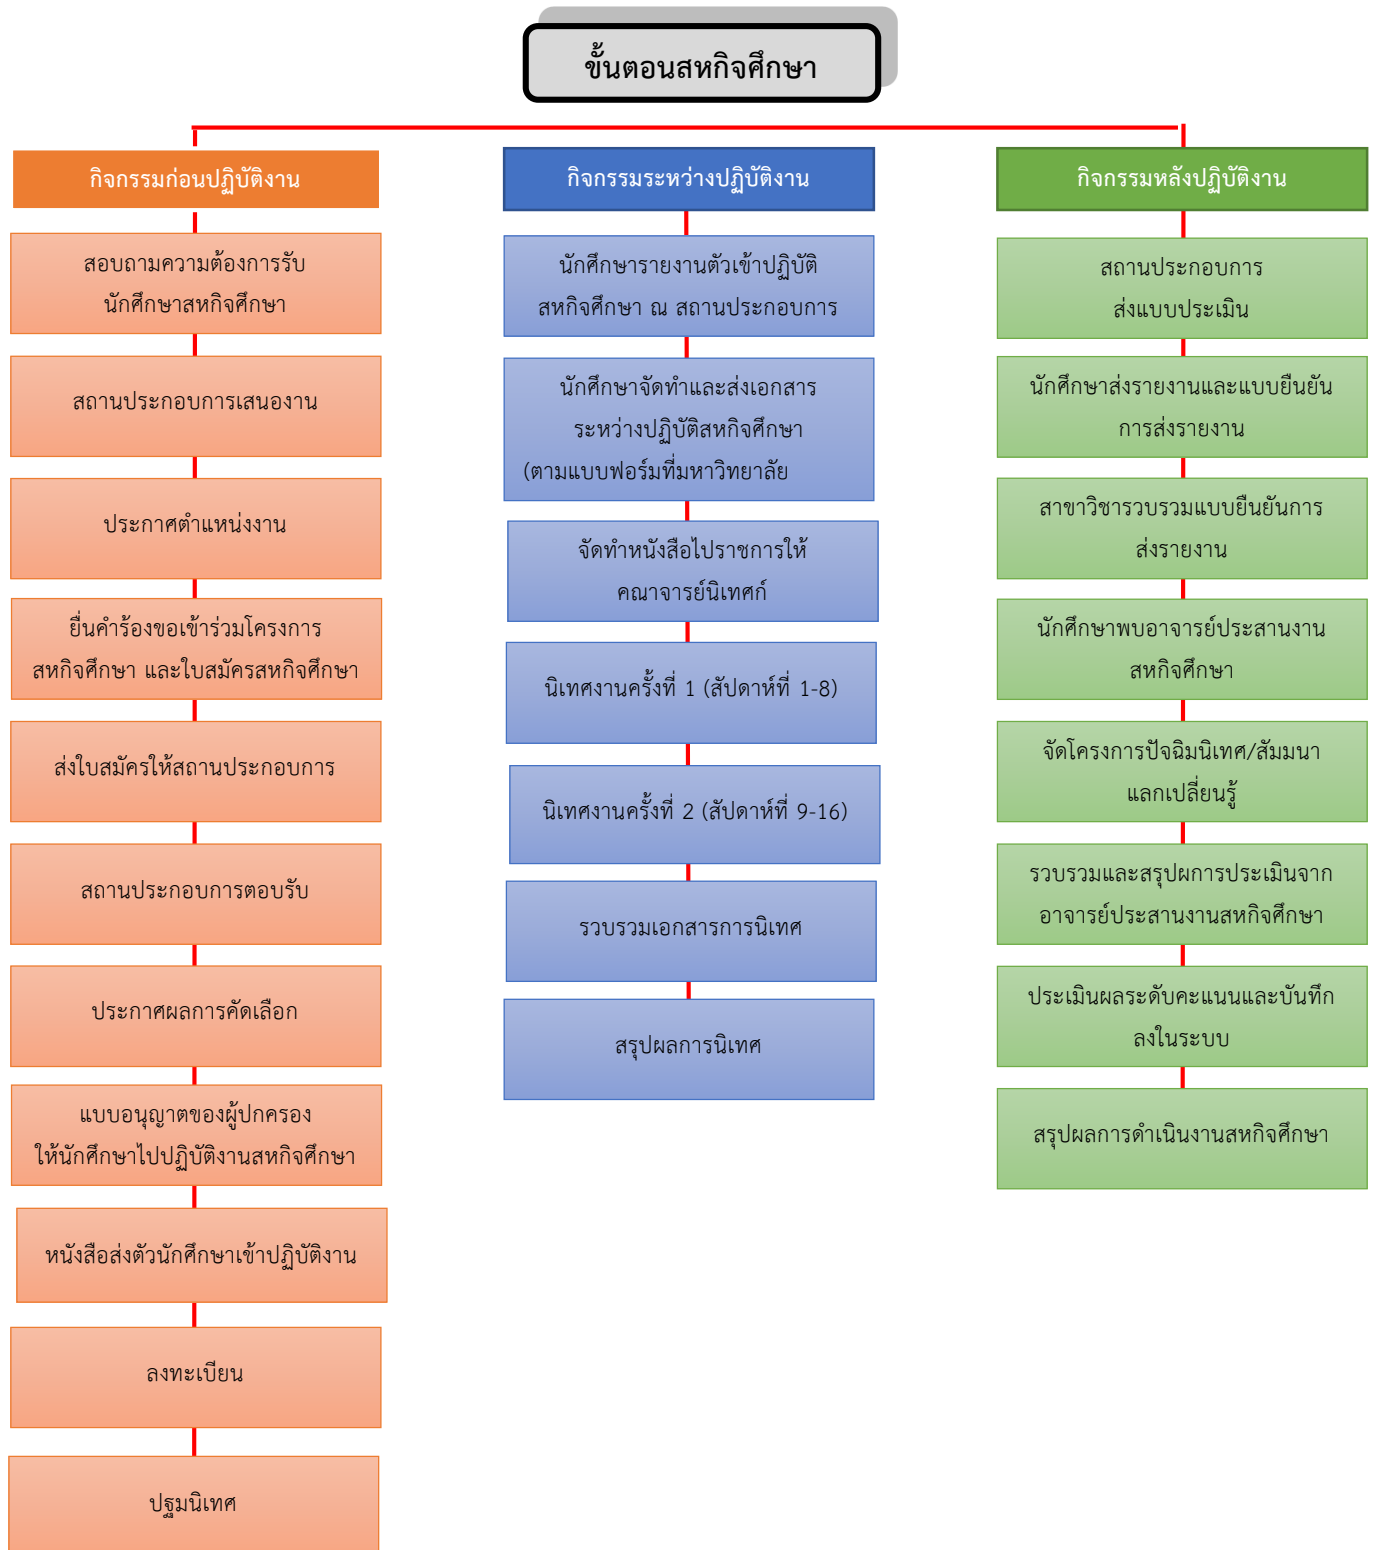 ขั้นตอนสหกิจศึกษา
กิจกรรมก่อนปฏิบัติงาน
สอบถามความต้องการรับ
นักศึกษาสหกิจศึกษา
สถานประกอบการเสนองาน
ประกาศตำแหน่งงาน
ยื่นคำร้องขอเข้าร่วมโครงการ
สหกิจศึกษา และใบสมัครสหกิจศึกษา
ส่งใบสมัครให้สถานประกอบการ
สถานประกอบการตอบรับ
ประกาศผลการคัดเลือก
แบบอนุญาตของผู้ปกครอง
ให้นักศึกษาไปปฏิบัติงานสหกิจศึกษา
หนังสือส่งตัวนักศึกษาเข้าปฏิบัติงาน
ลงทะเบียน
ปฐมนิเทศ
กิจกรรมระหว่างปฏิบัติงาน
นักศึกษารายงานตัวเข้าปฏิบัติ
สหกิจศึกษา ณ สถานประกอบการ
นักศึกษาจัดทำและส่งเอกสาร
ระหว่างปฏิบัติสหกิจศึกษา
(ตามแบบฟอร์มที่มหาวิทยาลัย
จัดทำหนังสือไปราชการให้
คณาจารย์นิเทศก์
นิเทศงานครั้งที่ 1 (สัปดาห์ที่ 1-8)
นิเทศงานครั้งที่ 2 (สัปดาห์ที่ 9-16)
รวบรวมเอกสารการนิเทศ
สรุปผลการนิเทศ
กิจกรรมหลังปฏิบัติงาน
สถานประกอบการ
ส่งแบบประเมิน
นักศึกษาส่งรายงานและแบบยืนยัน
การส่งรายงาน
สาขาวิชารวบรวมแบบยืนยันการ
ส่งรายงาน
นักศึกษาพบอาจารย์ประสานงาน
สหกิจศึกษา
จัดโครงการปัจฉิมนิเทศ/สัมมนา
แลกเปลี่ยนรู้
รวบรวมและสรุปผการประเมินจาก
อาจารย์ประสานงานสหกิจศึกษา
ประเมินผลระดับคะแนนและบันทึก
ลงในระบบ
สรุปผลการดำเนินงานสหกิจศึกษา